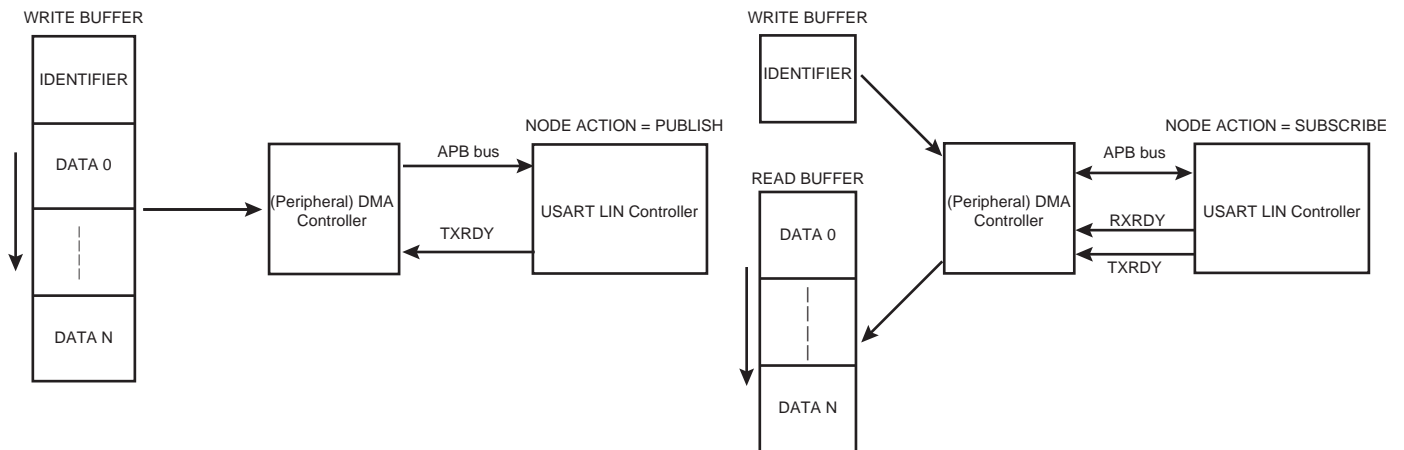 WRITE BUFFER
IDENTIFIER
DATA 0
DATA N
(Peripheral) DMA
Controller
APB bus
TXRDY
NODE ACTION = PUBLISH
USART LIN Controller
WRITE BUFFER
IDENTIFIER
READ BUFFER
DATA 0
DATA N
(Peripheral) DMA
Controller
APB bus
RXRDY
TXRDY
NODE ACTION = SUBSCRIBE
USART LIN Controller